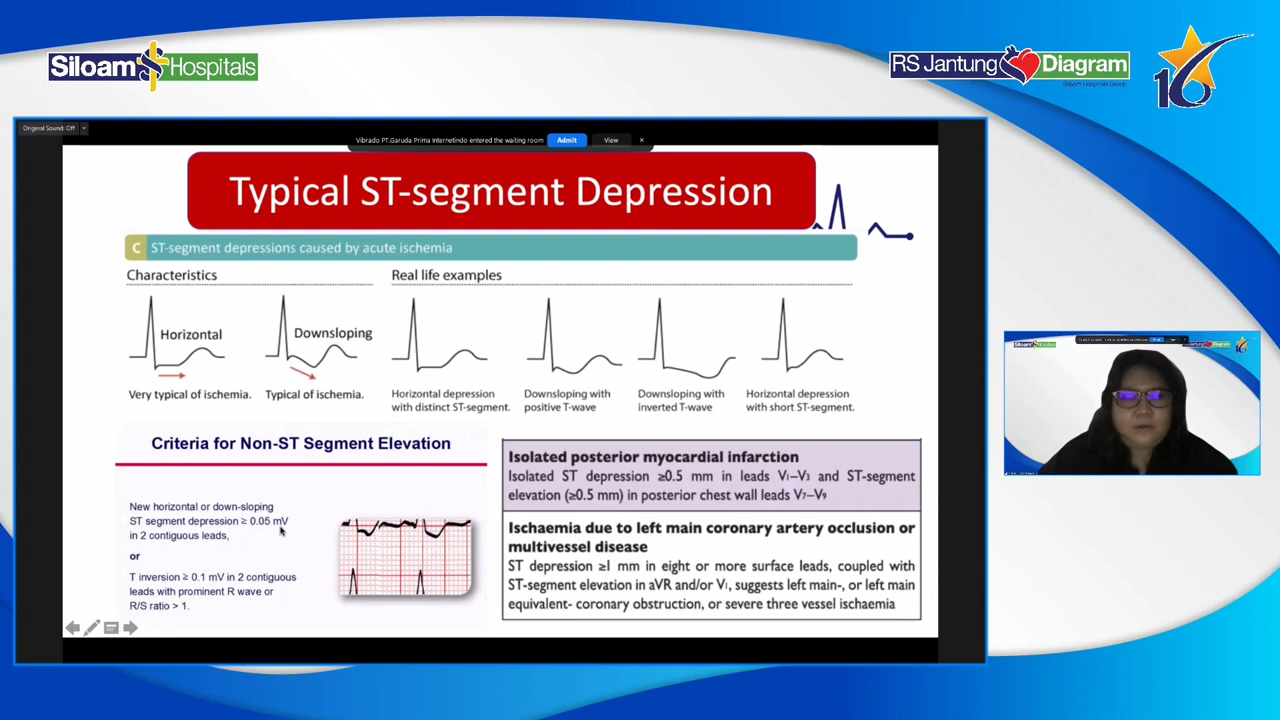 Siloam Hospitals
RS Jantung Diagram
Siloam Hospitals Group
16
Original Sound: Off
Vibrado PT.Garuda Prima Internetindo entered the waiting room
Admit
View
Typical ST-segment Depression
C ST-segment depressions caused by acute ischemia
Characteristics
Real life examples
Horizontal
Downsloping
Very typical of ischemia.
Typical of ischemia.
Horizontal depression
with distinct ST-segment.
Downsloping with
positive T-wave
Downsloping with
inverted T-wave
Horizontal depression
with short ST-segment.
Criteria for Non-ST Segment Elevation
New horizontal or down-sloping
ST segment depression ≥ 0.05 mV
in 2 contiguous leads,
or
T inversion ≥ 0.1 mV in 2 contiguous
leads with prominent R wave or
R/S ratio > 1.
Isolated posterior myocardial infarction
Isolated ST depression ≥0.5 mm in leads V1–V3 and ST-segment
elevation (≥0.5 mm) in posterior chest wall leads V7–V9
Ischaemia due to left main coronary artery occlusion or
multivessel disease
ST depression ≥1 mm in eight or more surface leads, coupled with
ST-segment elevation in aVR and/or V1, suggests left main-, or left main
equivalent- coronary obstruction, or severe three vessel ischaemia